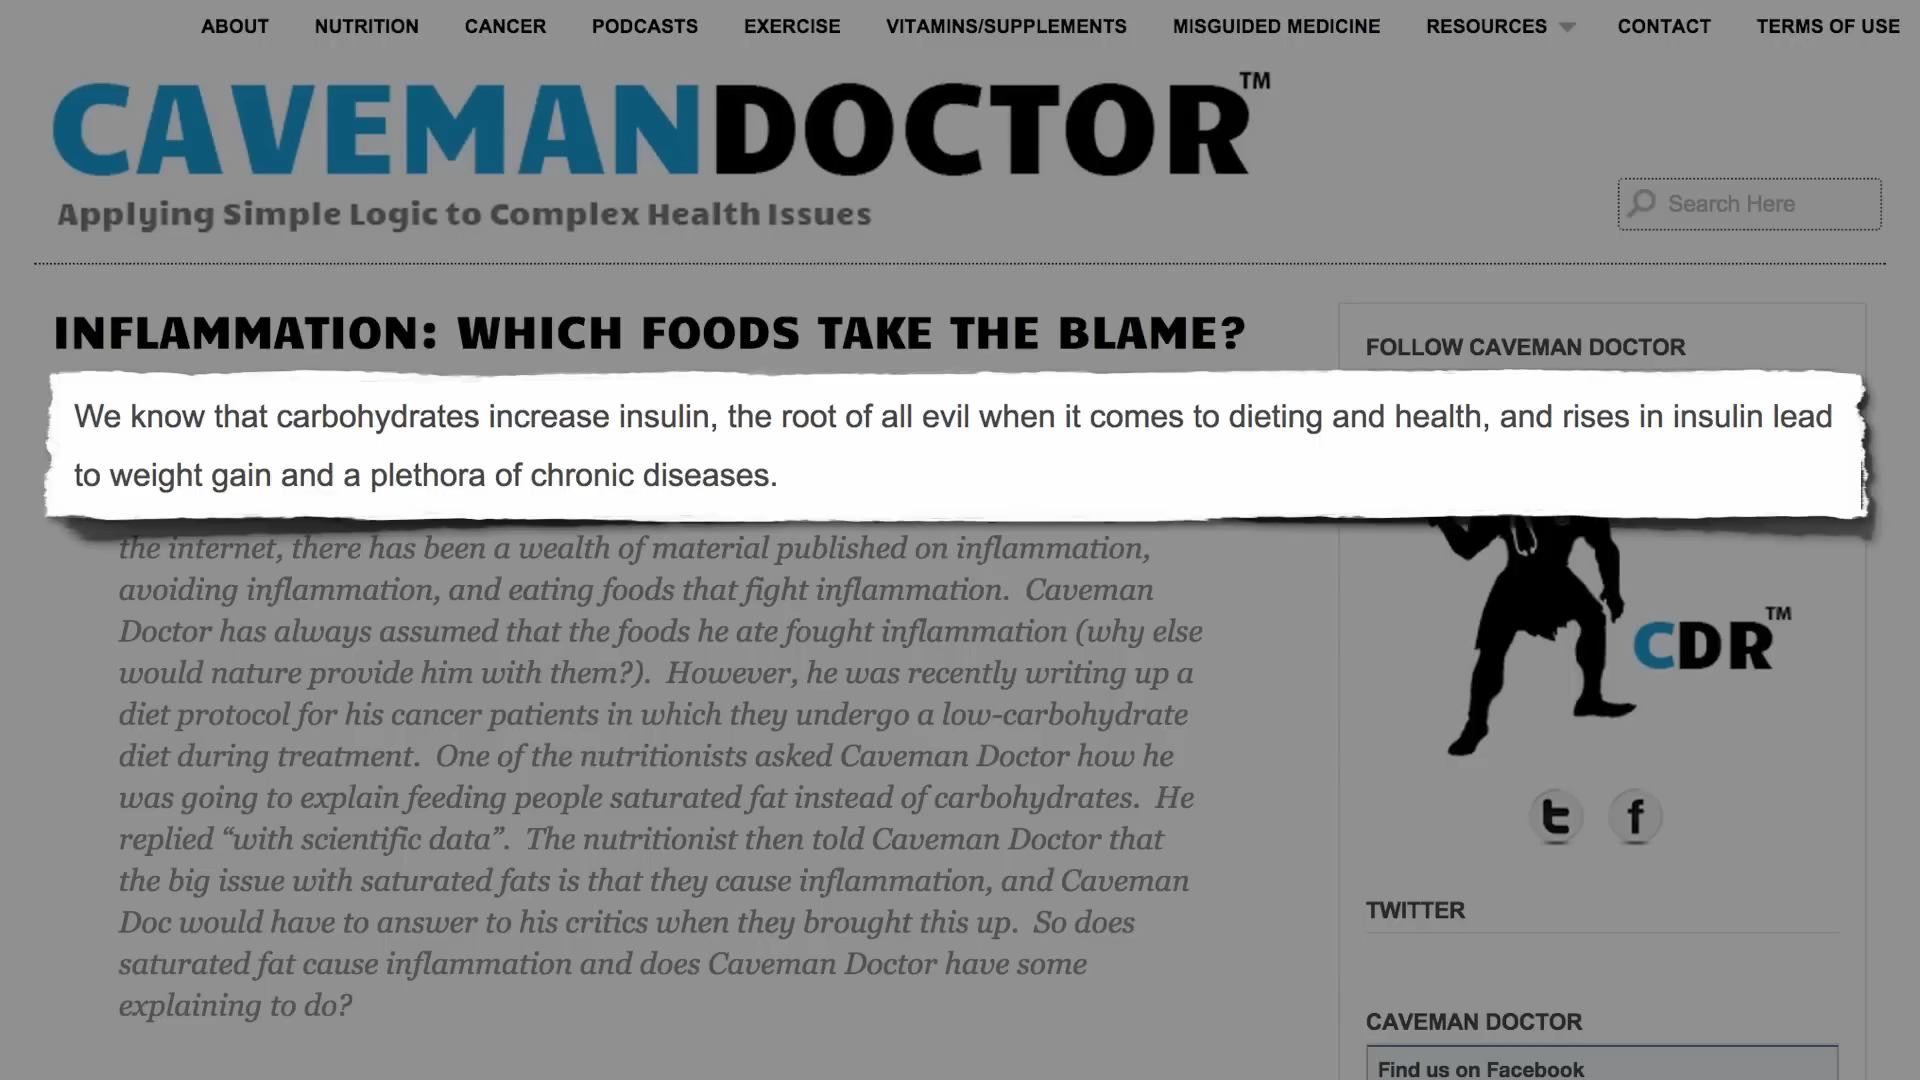 ABOUT NUTRITION CANCER PODCASTS EXERCISE VITAMINS/SUPPLEMENTS MISGUIDED MEDICINE RESOURCES CONTACT TERMS OF USE
CAVEMANDOCTOR™
Applying Simple Logic to Complex Health Issues
Search Here
INFLAMMATION: WHICH FOODS TAKE THE BLAME?
FOLLOW CAVEMAN DOCTOR
We know that carbohydrates increase insulin, the root of all evil when it comes to dieting and health, and rises in insulin lead
to weight gain and a plethora of chronic diseases.
the internet, there has been a wealth of material published on inflammation,
avoiding inflammation, and eating foods that fight inflammation. Caveman
Doctor has always assumed that the foods he ate fought inflammation (why else
would nature provide him with them?). However, he was recently writing up a
diet protocol for his cancer patients in which they undergo a low-carbohydrate
diet during treatment. One of the nutritionists asked Caveman Doctor how he
was going to explain feeding people saturated fat instead of carbohydrates. He
replied “with scientific data”. The nutritionist then told Caveman Doctor that
the big issue with saturated fats is that they cause inflammation, and Caveman
Doc would have to answer to his critics when they brought this up. So does
saturated fat cause inflammation and does Caveman Doctor have some
explaining to do?
CDR™
t f
TWITTER
CAVEMAN DOCTOR
Find us on Facebook